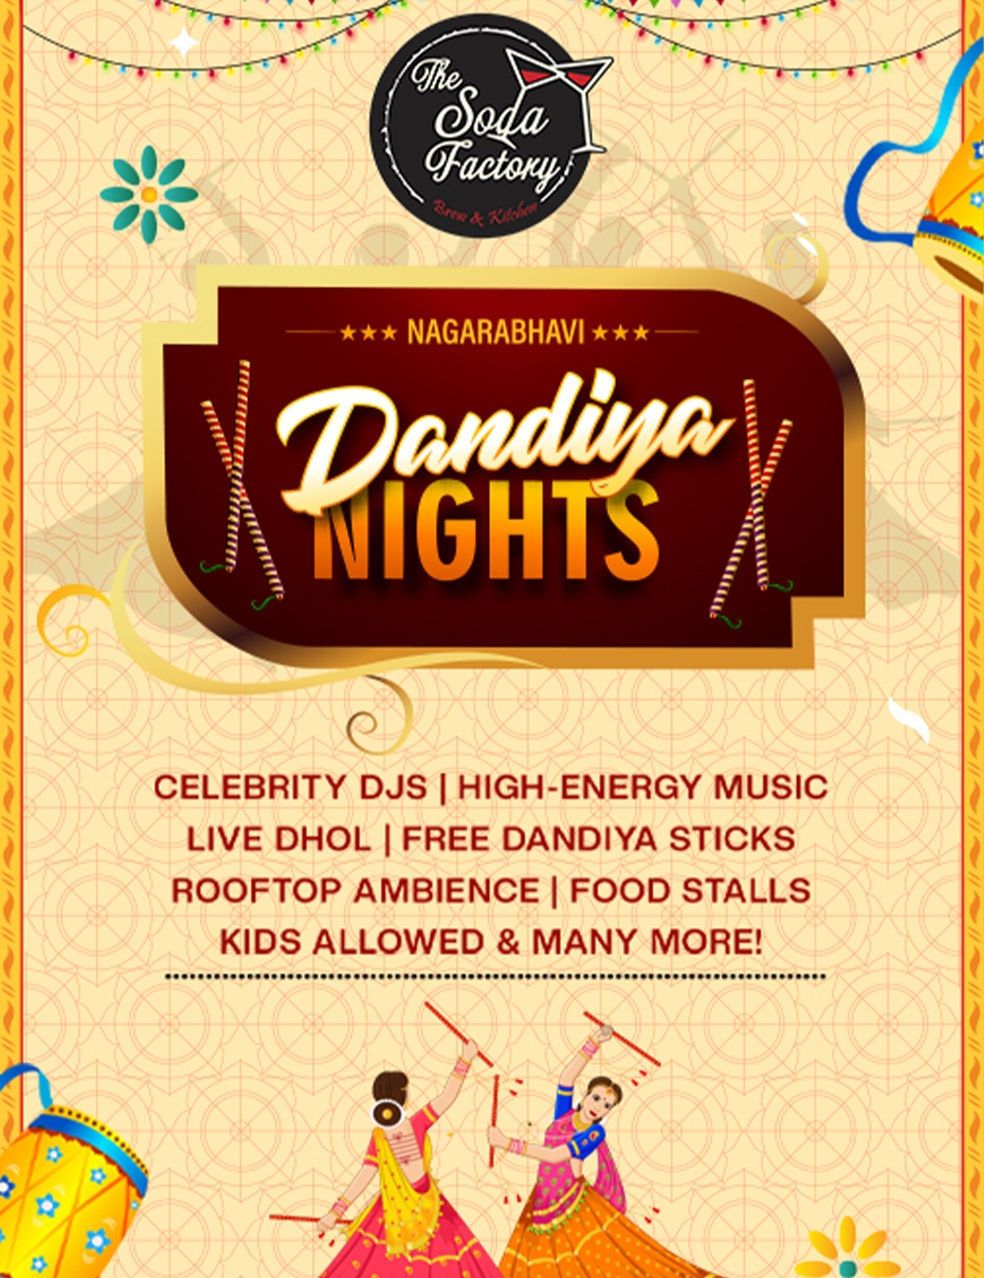 The
Soda
Factory
Brew & Kitchen
NAGARABHAVI
Dandiya
NIGHTS
CELEBRITY DJS | HIGH-ENERGY MUSIC
LIVE DHOL | FREE DANDIYA STICKS
ROOFTOP AMBIENCE | FOOD STALLS
KIDS ALLOWED & MANY MORE!